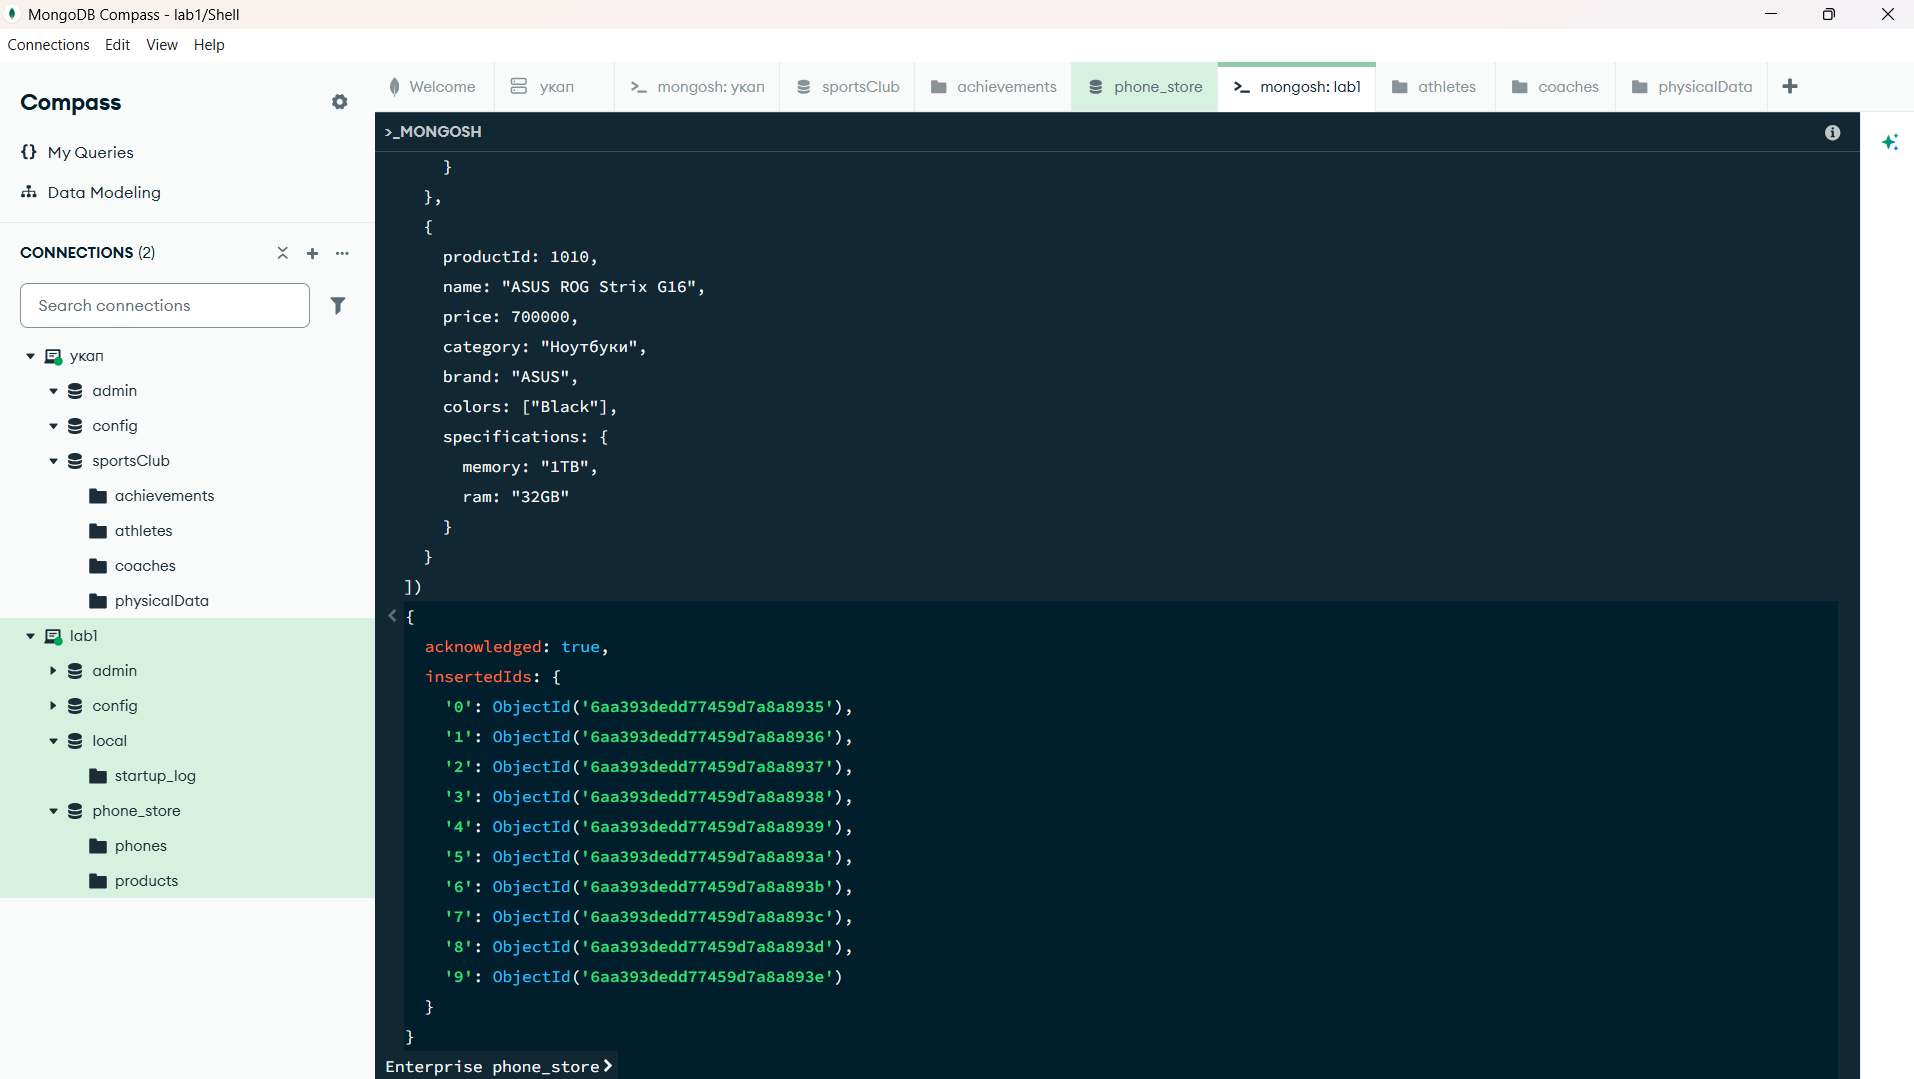 MongoDB Compass - lab1/Shell
Connections Edit View Help
Compass
My Queries
Data Modeling
CONNECTIONS (2)
Search connections
укап
admin
config
sportsClub
achievements
athletes
coaches
physicalData
lab1
admin
config
local
startup_log
phone_store
phones
products
Welcome укап mongosh: укап sportsClub achievements phone_store mongosh: lab1 athletes coaches physicalData
>_MONGOSH
}
},
{
productId: 1010,
name: "ASUS ROG Strix G16",
price: 700000,
category: "Ноутбуки",
brand: "ASUS",
colors: ["Black"],
specifications: {
memory: "1TB",
ram: "32GB"
}
}
])
{
acknowledged: true,
insertedIds: {
'0': ObjectId('6aa393dedd77459d7a8a8935'),
'1': ObjectId('6aa393dedd77459d7a8a8936'),
'2': ObjectId('6aa393dedd77459d7a8a8937'),
'3': ObjectId('6aa393dedd77459d7a8a8938'),
'4': ObjectId('6aa393dedd77459d7a8a8939'),
'5': ObjectId('6aa393dedd77459d7a8a893a'),
'6': ObjectId('6aa393dedd77459d7a8a893b'),
'7': ObjectId('6aa393dedd77459d7a8a893c'),
'8': ObjectId('6aa393dedd77459d7a8a893d'),
'9': ObjectId('6aa393dedd77459d7a8a893e')
}
}
Enterprise phone_store>